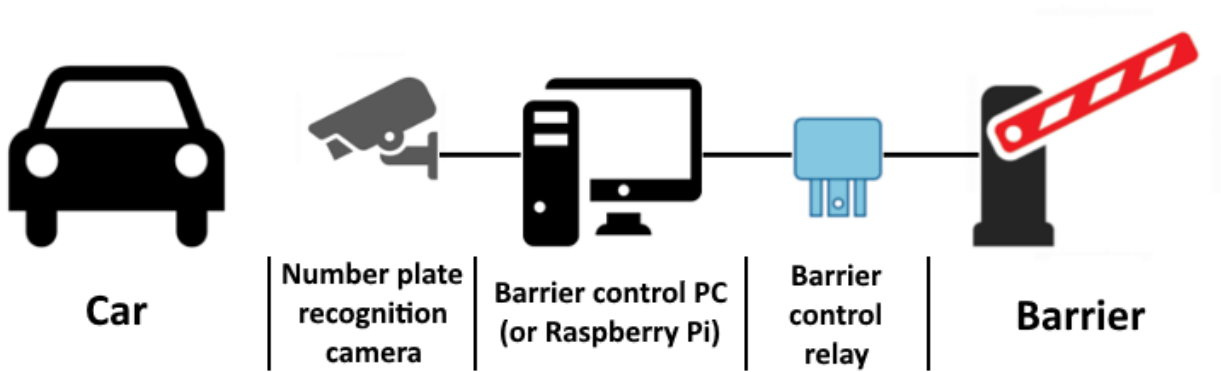 Car
Number plate
recognition
camera
Barrier control PC
(or Raspberry Pi)
Barrier
control
relay
Barrier